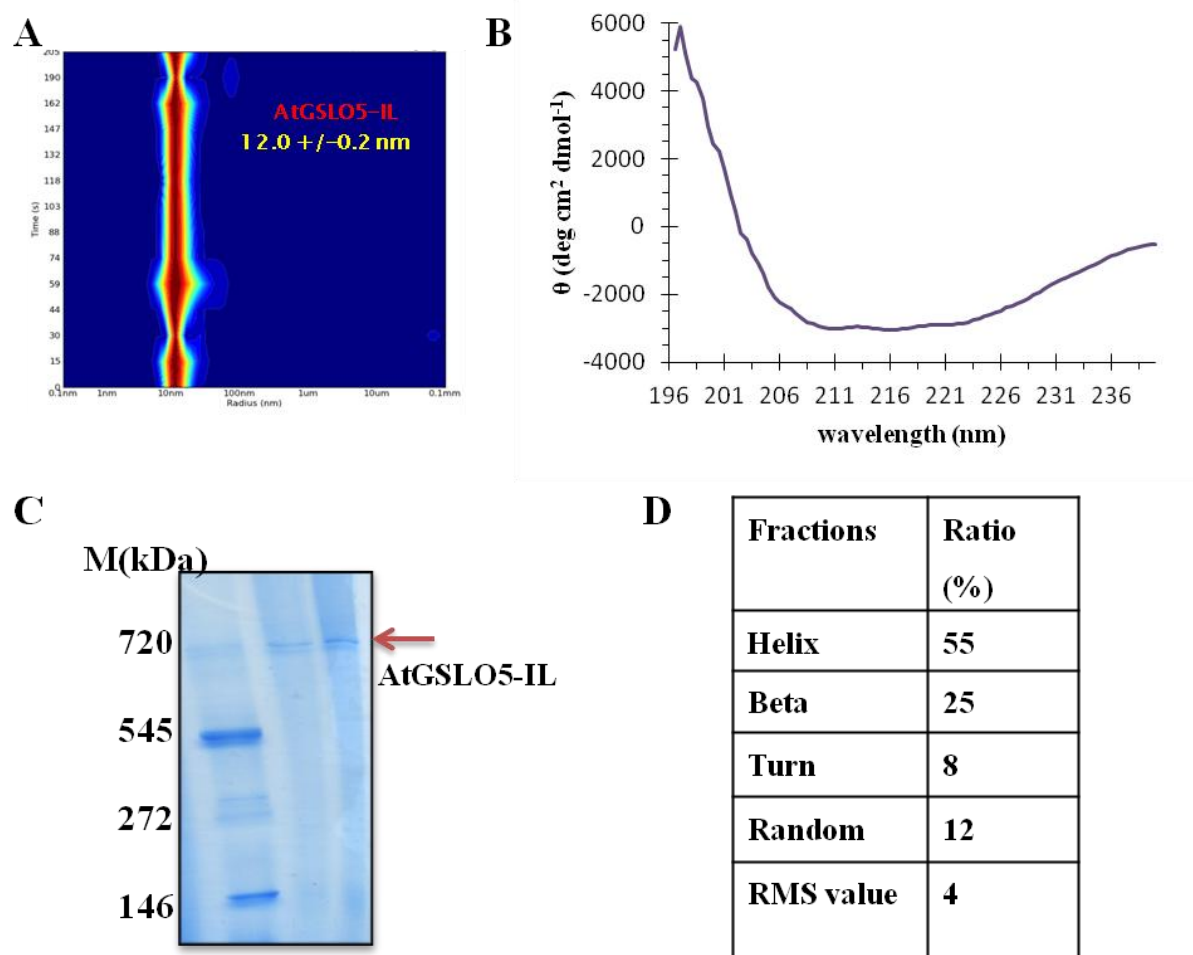 A
205
190
162
147
132
118
103
88
74
59
44
30
15
0
Time (s)
AtGSLO5-IL
12.0 +/-0.2 nm
0.1nm 1nm 10nm 100nm 1um 10um 0.1mm
Radius (nm)
B
6000
4000
2000
0
-2000
-4000
θ (deg cm² dmol⁻¹)
196 201 206 211 216 221 226 231 236
wavelength (nm)
C
M(kDa)
720
545
272
146
AtGSLO5-IL
D
Fractions Ratio
(%)
Helix 55
Beta 25
Turn 8
Random 12
RMS value 4